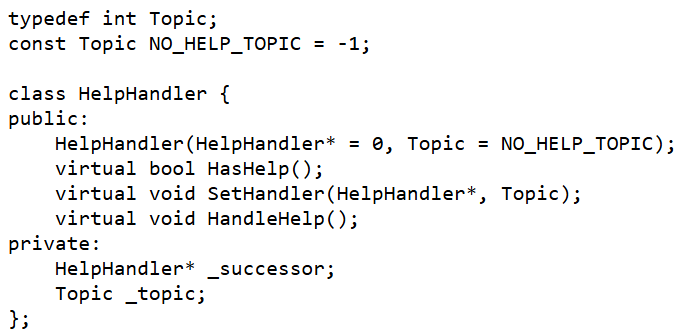 typedef int Topic;
const Topic NO_HELP_TOPIC = -1;

class HelpHandler {
public:
    HelpHandler(HelpHandler* = 0, Topic = NO_HELP_TOPIC);
    virtual bool HasHelp();
    virtual void SetHandler(HelpHandler*, Topic);
    virtual void HandleHelp();
private:
    HelpHandler* _successor;
    Topic _topic;
};